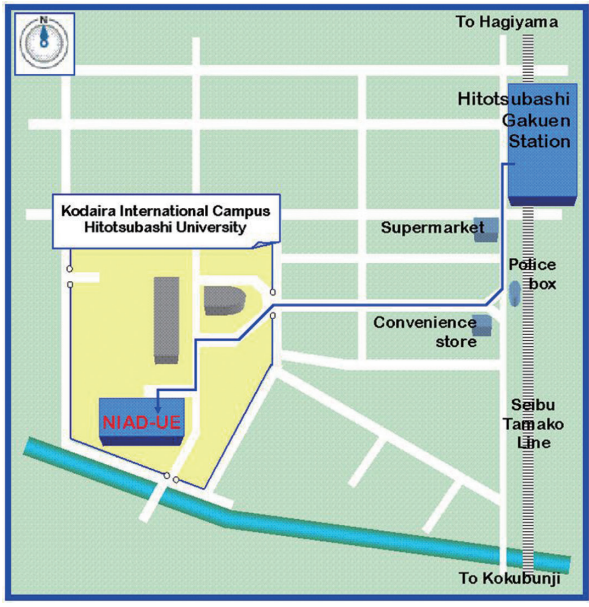 N
To Hagiyama
Hitotsubashi
Gakuen
Station
Kodaira International Campus
Hitotsubashi University
Supermarket
Police
box
Convenience
store
NIAD-UE
Seibu
Tamako
Line
To Kokubunji